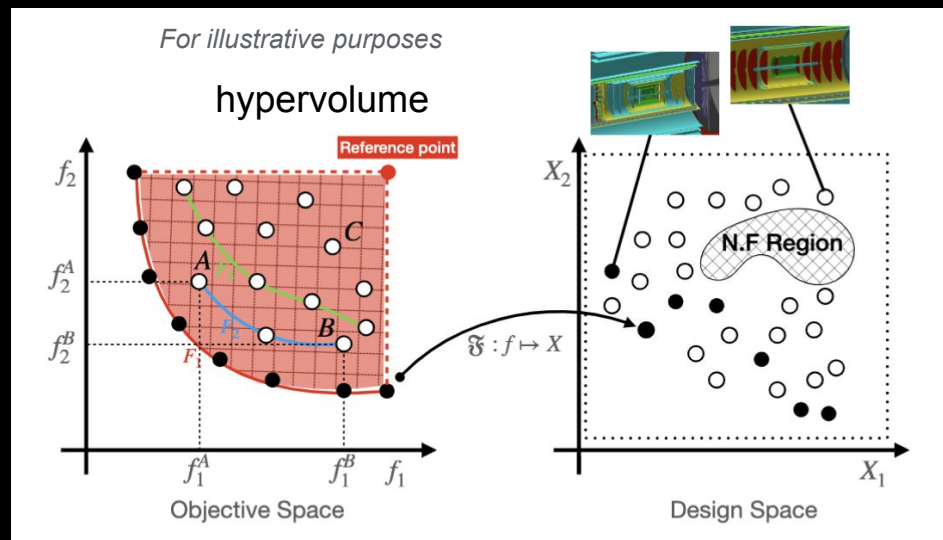 For illustrative purposes
hypervolume
Reference point
f₂
C
A
f₂ᴬ
F₃
F₂
B
f₂ᴮ
F₁
f₁ᴬ
f₁ᴮ
f₁
Objective Space
𝔉 : f ↦ X
X₂
N.F Region
X₁
Design Space